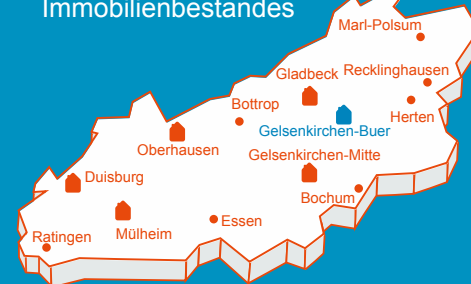 Immobilienbestandes
Marl-Polsum
Gladbeck
Recklinghausen
Bottrop
Herten
Gelsenkirchen-Buer
Oberhausen
Gelsenkirchen-Mitte
Duisburg
Bochum
Essen
Mülheim
Ratingen